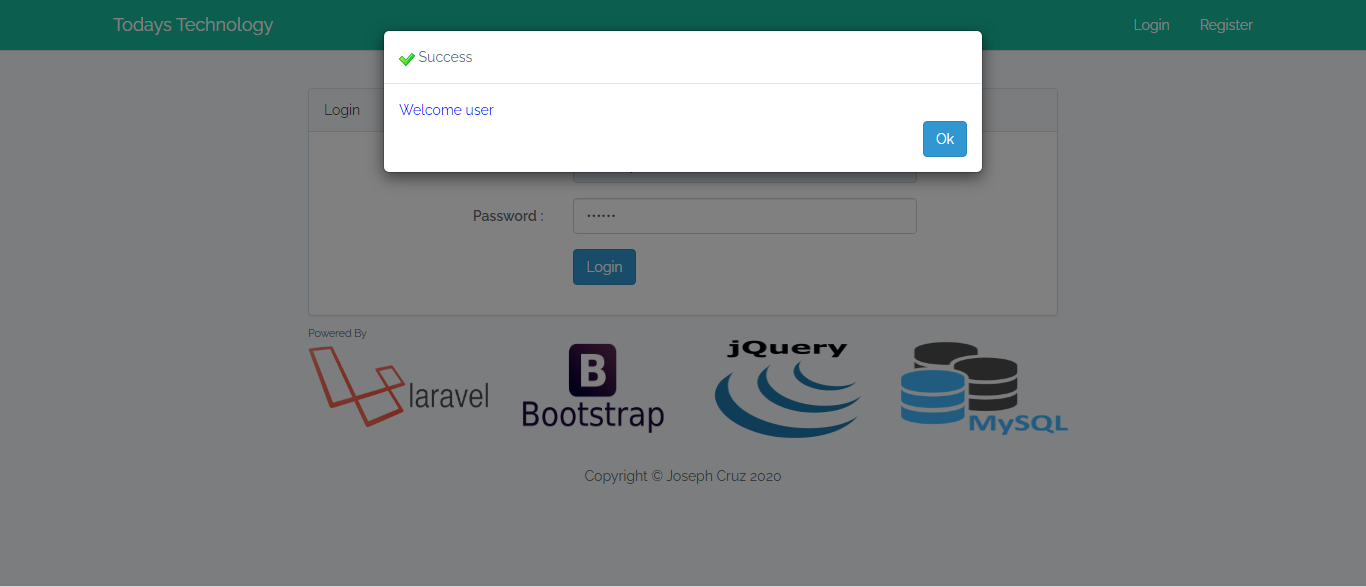 Todays Technology
Login Register
Success
Welcome user
Ok
Login
Password :
Login
Powered By
laravel
B
Bootstrap
jQuery
MySQL
Copyright © Joseph Cruz 2020